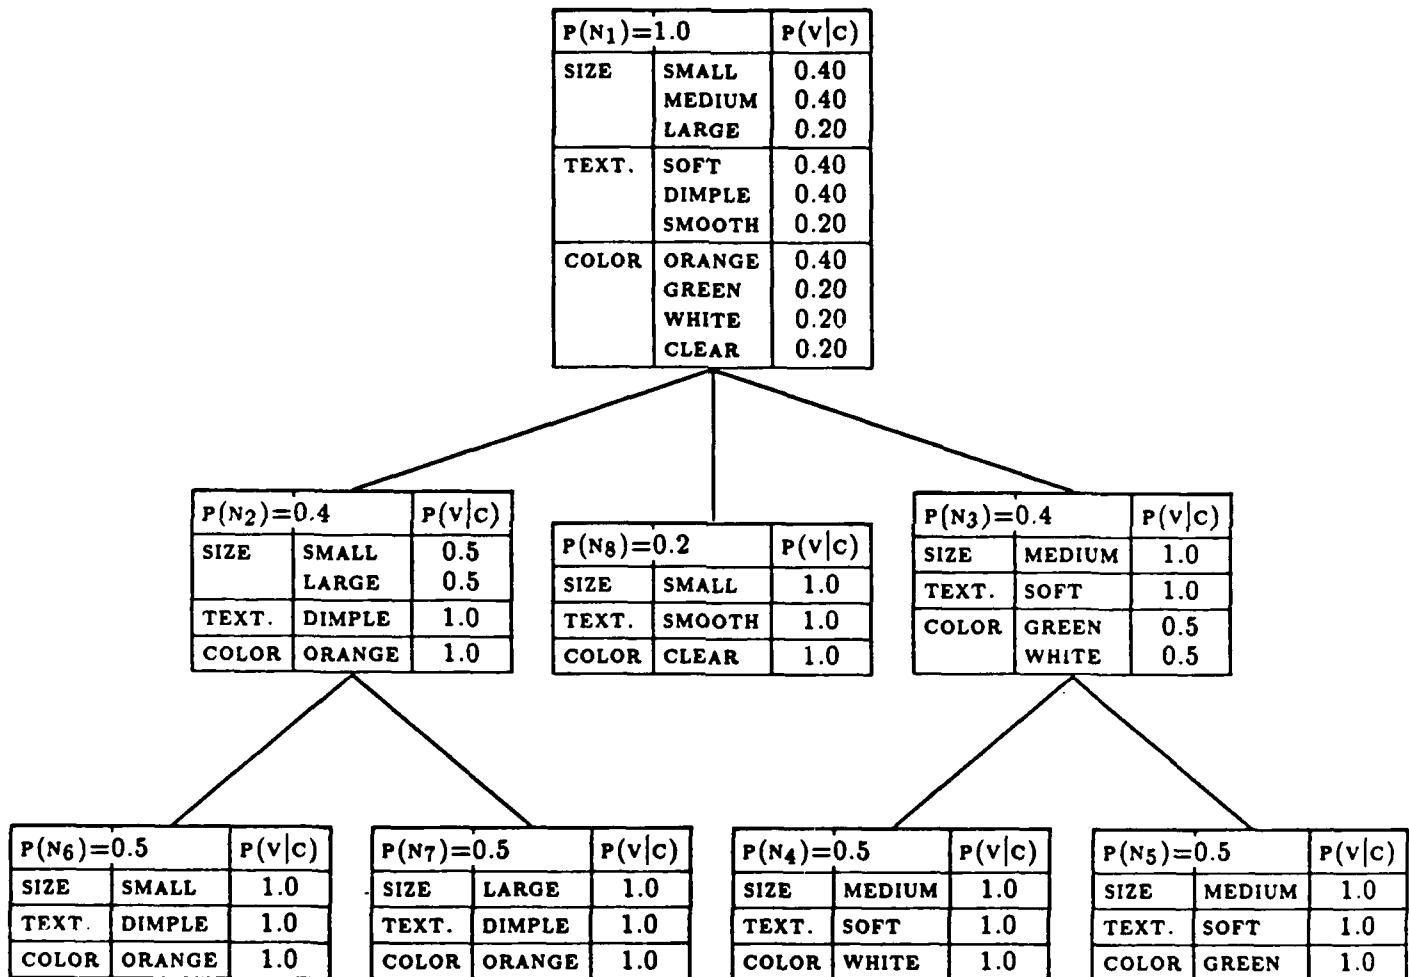 P(N1)=1.0 P(V|C)
SIZE SMALL 0.40
MEDIUM 0.40
LARGE 0.20
TEXT. SOFT 0.40
DIMPLE 0.40
SMOOTH 0.20
COLOR ORANGE 0.40
GREEN 0.20
WHITE 0.20
CLEAR 0.20
P(N2)=0.4 P(V|C)
SIZE SMALL 0.5
LARGE 0.5
TEXT. DIMPLE 1.0
COLOR ORANGE 1.0
P(N8)=0.2 P(V|C)
SIZE SMALL 1.0
TEXT. SMOOTH 1.0
COLOR CLEAR 1.0
P(N3)=0.4 P(V|C)
SIZE MEDIUM 1.0
TEXT. SOFT 1.0
COLOR GREEN 0.5
WHITE 0.5
P(N6)=0.5 P(V|C)
SIZE SMALL 1.0
TEXT. DIMPLE 1.0
COLOR ORANGE 1.0
P(N7)=0.5 P(V|C)
SIZE LARGE 1.0
TEXT. DIMPLE 1.0
COLOR ORANGE 1.0
P(N4)=0.5 P(V|C)
SIZE MEDIUM 1.0
TEXT. SOFT 1.0
COLOR WHITE 1.0
P(N5)=0.5 P(V|C)
SIZE MEDIUM 1.0
TEXT. SOFT 1.0
COLOR GREEN 1.0